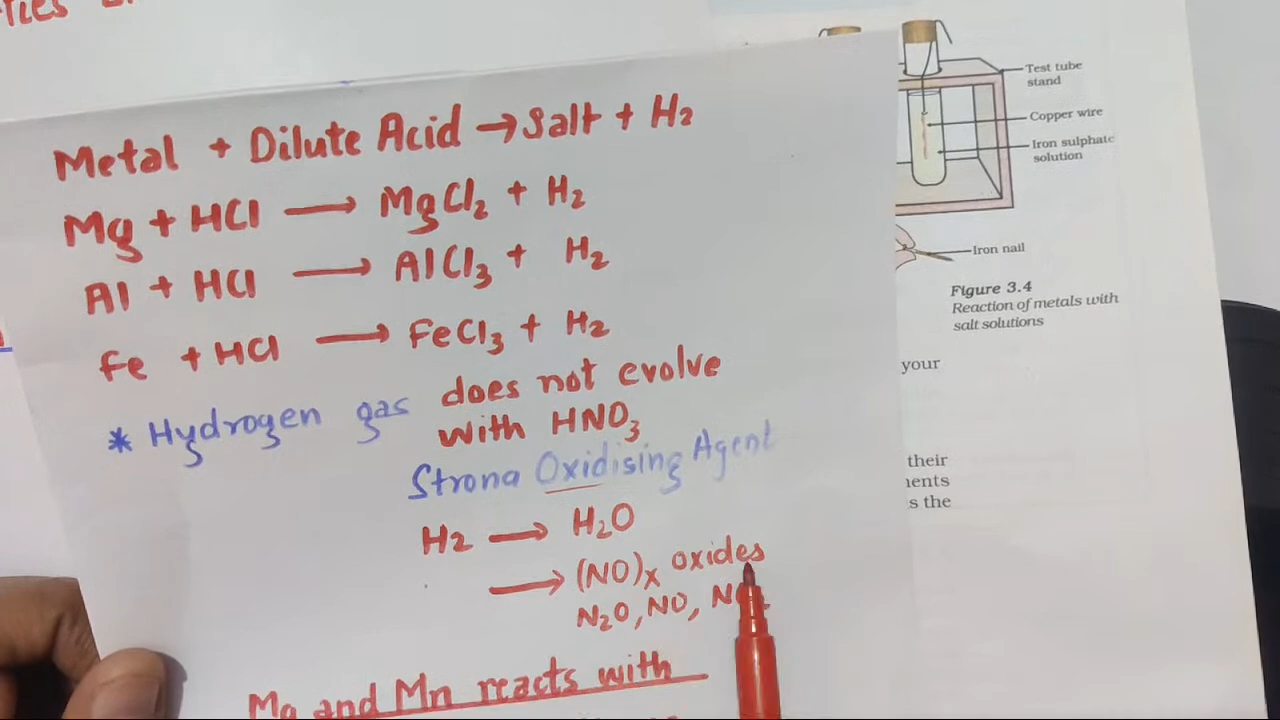 Metal + Dilute Acid → Salt + H2
Mg + HCl → MgCl2 + H2
Al + HCl → AlCl3 + H2
Fe + HCl → FeCl3 + H2
* Hydrogen gas does not evolve
with HNO3
Strong Oxidising Agent
H2 → H2O
→ (NO)x oxides
N2O, NO,
Mg and Mn reacts with
Test tube
stand
Copper wire
Iron sulphate
solution
Iron nail
Figure 3.4
Reaction of metals with
salt solutions
your
their
s the